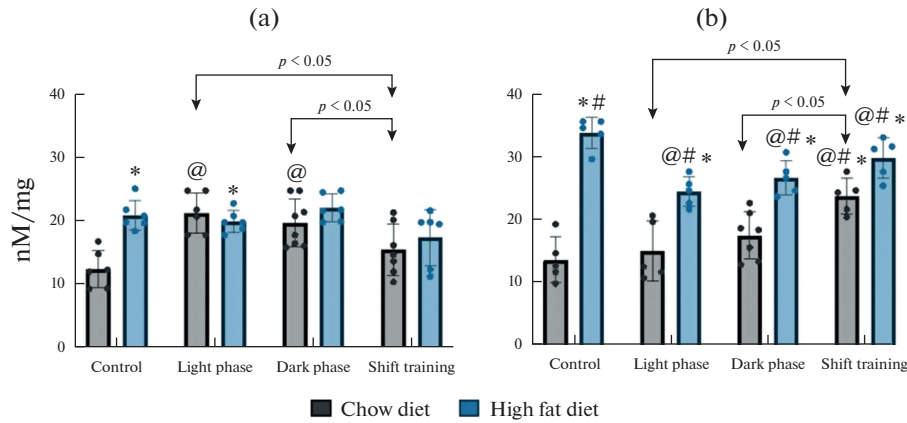 (a)
p < 0.05
p < 0.05
@
*
@
*
nM/mg
40
30
20
10
0
Control
Light phase
Dark phase
Shift training
(b)
p < 0.05
p < 0.05
*#
@# *
@# *
@# *
@# *
40
30
20
10
0
Control
Light phase
Dark phase
Shift training
Chow diet
High fat diet